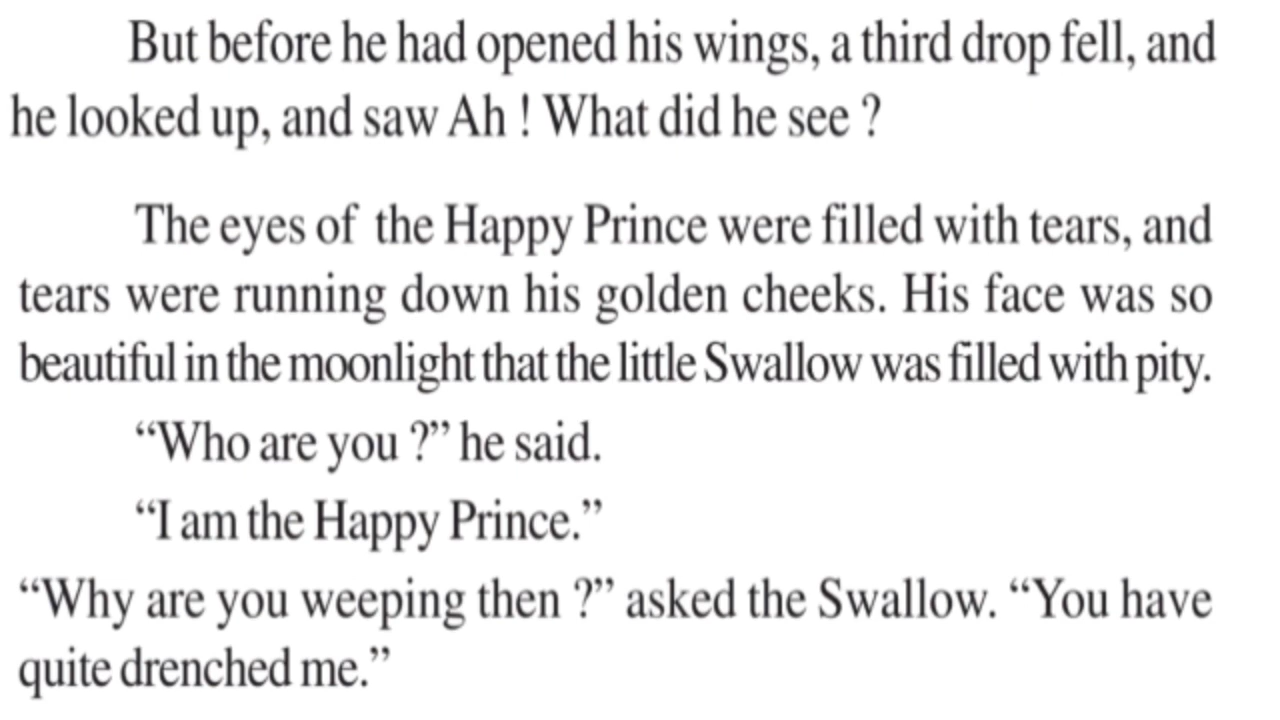 But before he had opened his wings, a third drop fell, and
he looked up, and saw Ah ! What did he see ?
The eyes of the Happy Prince were filled with tears, and
tears were running down his golden cheeks. His face was so
beautiful in the moonlight that the little Swallow was filled with pity.
“Who are you ?” he said.
“I am the Happy Prince.”
“Why are you weeping then ?” asked the Swallow. “You have
quite drenched me.”